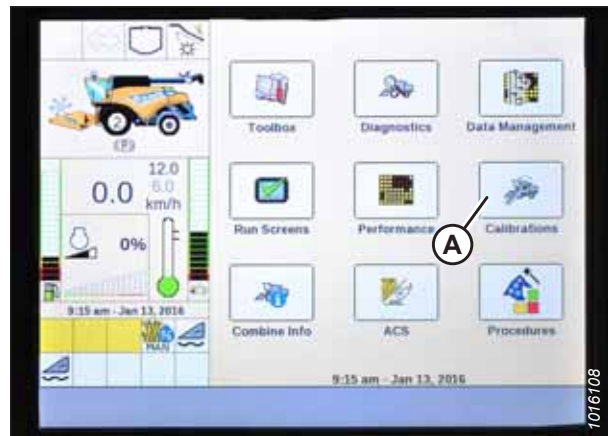 2
(P)
12.0
6.0
0.0 km/h
0%
9:15 am - Jan 13, 2016
MAN
Toolbox Diagnostics Data Management
Run Screens Performance Calibrations
A
Combine Info ACS Procedures
9:15 am - Jan 13, 2016
1016108